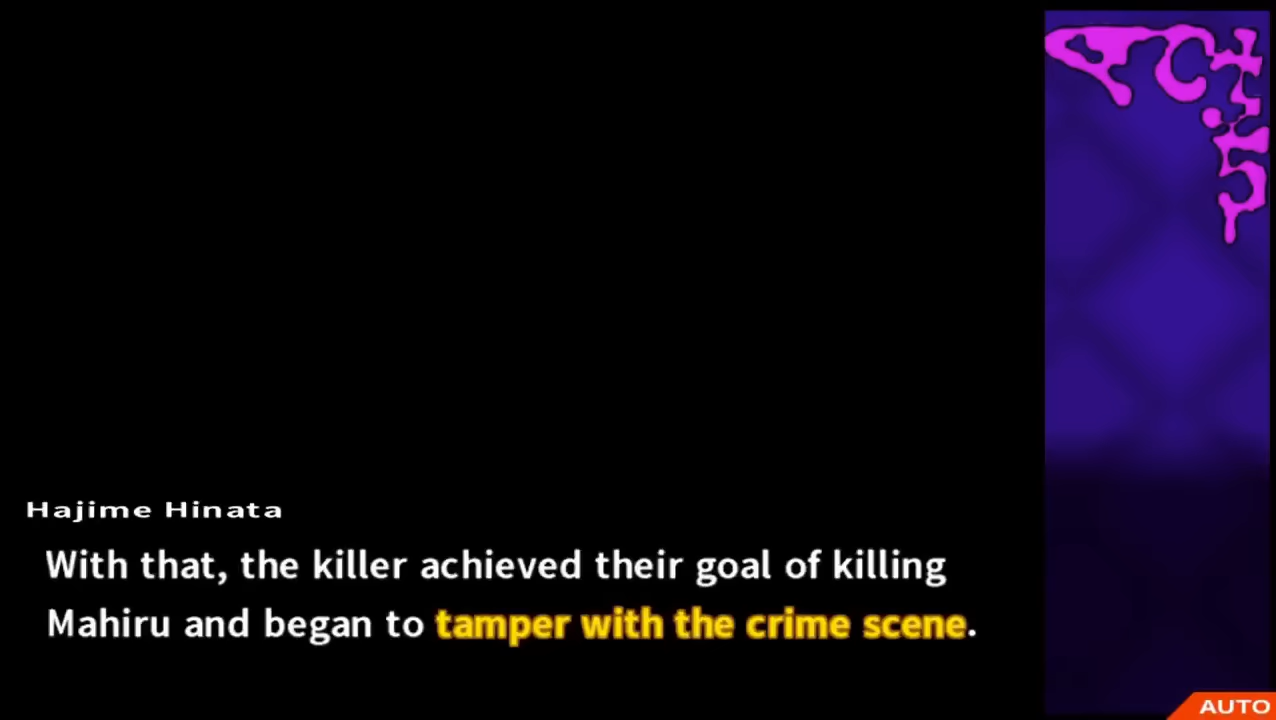 ACT.5
Hajime Hinata
With that, the killer achieved their goal of killing
Mahiru and began to tamper with the crime scene.
AUTO